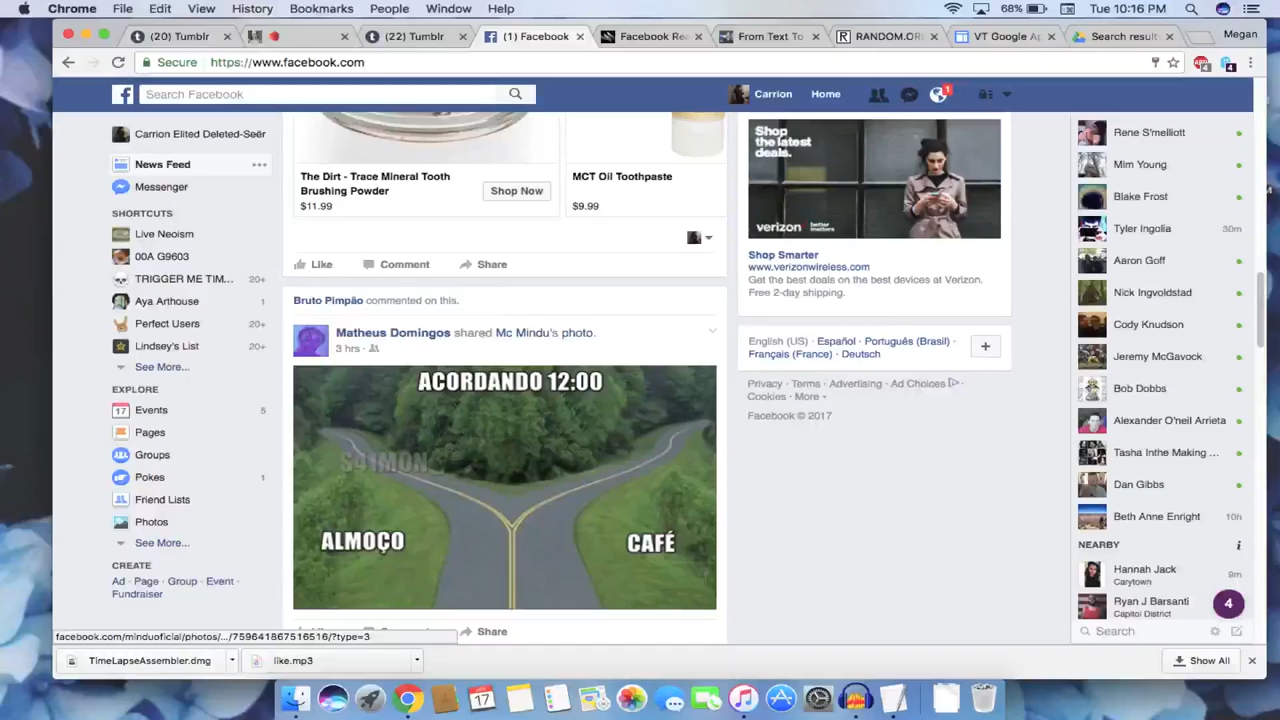 Chrome File Edit View History Bookmarks People Window Help 68% Tue 10:16 PM
(20) Tumblr (22) Tumblr (1) Facebook Facebook Rea From Text To RANDOM.OR VT Google Ap Search result Megan
Secure https://www.facebook.com
Search Facebook Carrion Home 1
Carrion Elited Deleted-Seër
News Feed
Messenger
SHORTCUTS
Live Neoism
00A G9603
TRIGGER ME TIM... 20+
Aya Arthouse 1
Perfect Users 20+
Lindsey's List 20+
See More...
EXPLORE
17 Events 5
Pages
Groups
Pokes 1
Friend Lists
Photos
See More...
CREATE
Ad · Page · Group · Event ·
Fundraiser
The Dirt - Trace Mineral Tooth
Brushing Powder
$11.99
Shop Now
MCT Oil Toothpaste
$9.99
Like Comment Share
Bruto Pimpão commented on this.
Matheus Domingos shared Mc Mindu's photo.
3 hrs ·
ACORDANDO 12:00
S41MON
ALMOÇO
CAFÉ
Share
Shop
the latest
deals.
verizon
Shop Smarter
www.verizonwireless.com
Get the best deals on the best devices at Verizon.
Free 2-day shipping.
English (US) · Español · Português (Brasil) ·
Français (France) · Deutsch
Privacy · Terms · Advertising · Ad Choices ·
Cookies · More
Facebook © 2017
Rene S'melliott
Mim Young
Blake Frost
Tyler Ingolia 30m
Aaron Goff
Nick Ingvoldstad
Cody Knudson
Jeremy McGavock
Bob Dobbs
Alexander O'neil Arrieta
Tasha Inthe Making ...
Dan Gibbs
Beth Anne Enright 10h
NEARBY
Hannah Jack 9m
Carytown
Ryan J Barsanti
Capitol District
4
Search
facebook.com/minduoficial/photos/.../759641867516516/?type=3
TimeLapseAssembler.dmg like.mp3 Show All
17